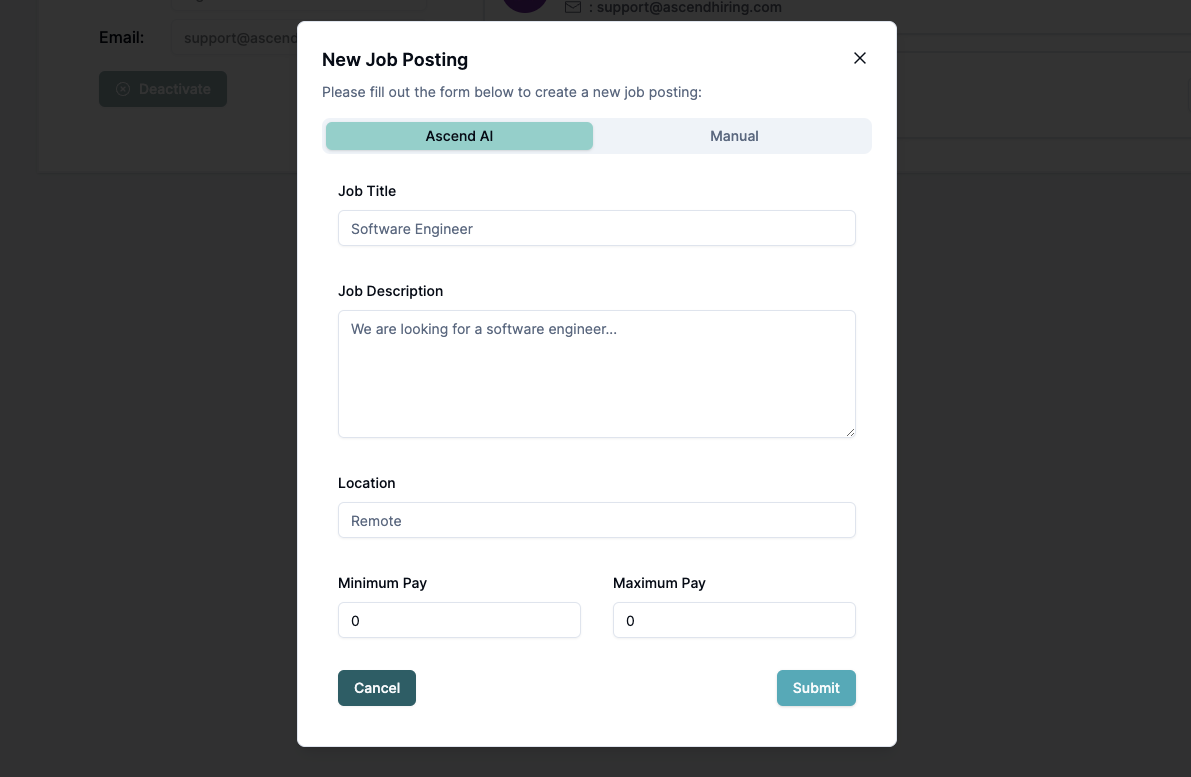 : support@ascendhiring.com
Email:
support@ascend
Deactivate
New Job Posting
Please fill out the form below to create a new job posting:
Ascend AI
Manual
Job Title
Software Engineer
Job Description
We are looking for a software engineer...
Location
Remote
Minimum Pay
Maximum Pay
0
0
Cancel
Submit